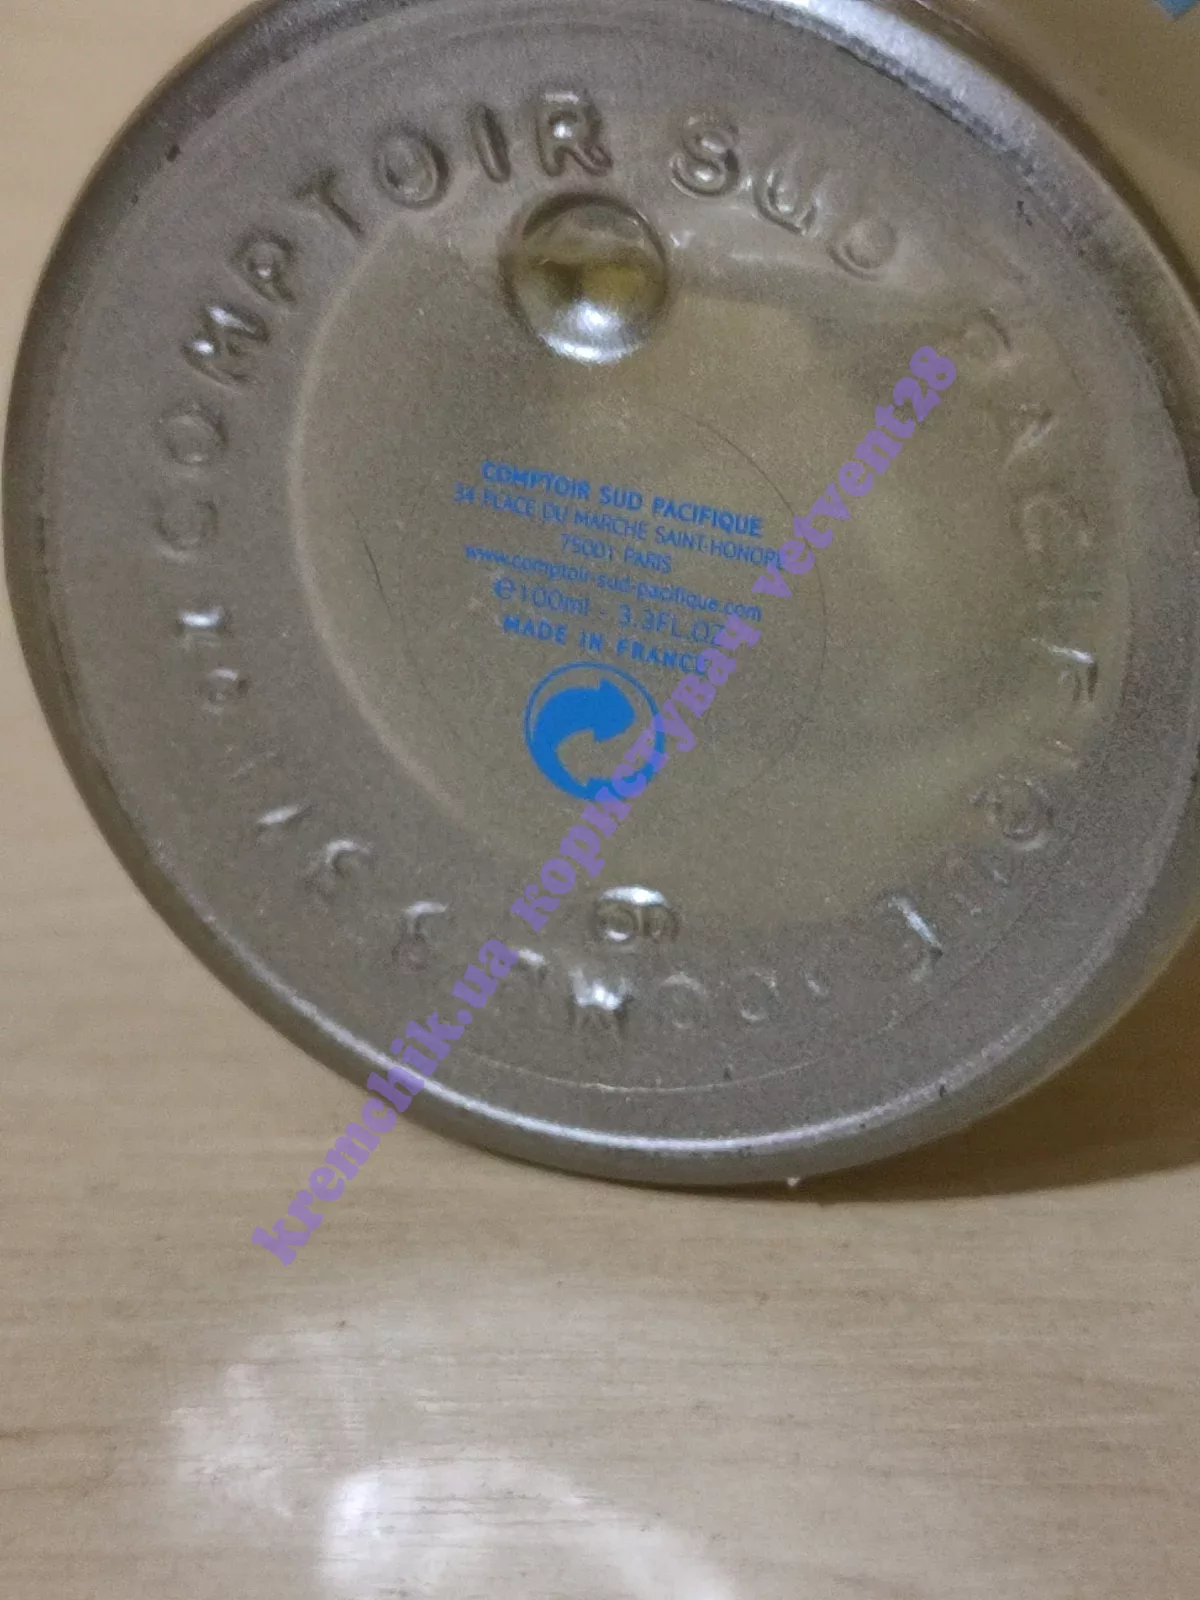 COMPTOIR SUD PACIFIQUE
COMPTOIR SUD PACIFIQUE
34 PLACE DU MARCHE SAINT-HONORE
75001 PARIS
www.comptoir-sud-pacifique.com
e 100ml - 3.3FL.OZ
MADE IN FRANCE
kremchik.ua користувач vetvent28